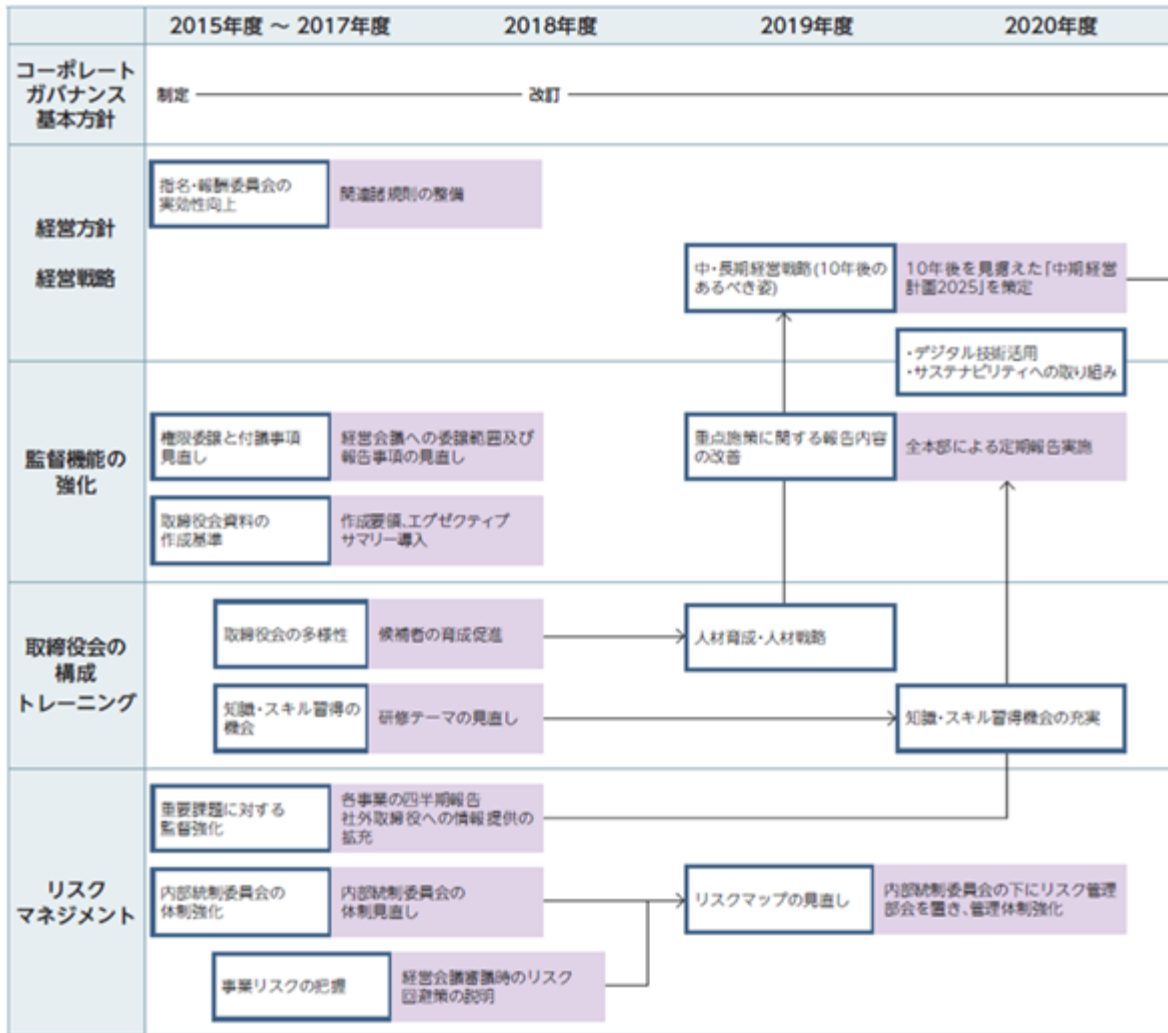 2015年度 ～ 2017年度
2018年度
2019年度
2020年度
コーポレート
ガバナンス
基本方針
制定
改訂
経営方針
経営戦略
指名・報酬委員会の
実効性向上
関連諸規則の整備
中・長期経営戦略(10年後の
あるべき姿)
10年後を見据えた「中期経営
計画2025」を策定
・デジタル技術活用
・サステナビリティへの取り組み
監督機能の
強化
権限委譲と付議事項
見直し
経営会議への委譲範囲及び
報告事項の見直し
重点施策に関する報告内容
の改善
全本部による定期報告実施
取締役会資料の
作成基準
作成要領、エグゼクティブ
サマリー導入
取締役会の
構成
トレーニング
取締役会の多様性
候補者の育成促進
人材育成・人材戦略
知識・スキル習得の
機会
研修テーマの見直し
知識・スキル習得機会の充実
リスク
マネジメント
重要課題に対する
監督強化
各事業の四半期報告
社外取締役への情報提供の
拡充
内部統制委員会の
体制強化
内部統制委員会の
体制見直し
リスクマップの見直し
内部統制委員会の下にリスク管理
部会を置き、管理体制強化
事業リスクの把握
経営会議審議時のリスク
回避策の説明